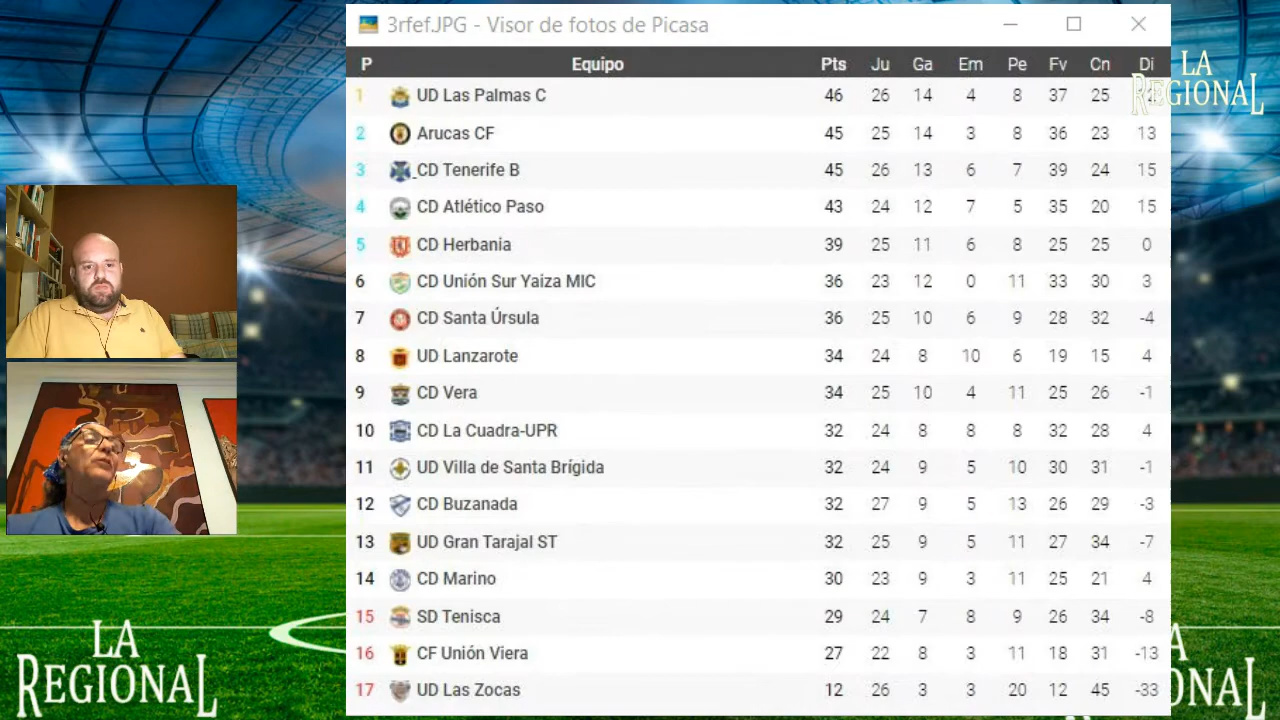 3rfef.JPG - Visor de fotos de Picasa
P Equipo Pts Ju Ga Em Pe Fv Cn Di
1 UD Las Palmas C 46 26 14 4 8 37 25
2 Arucas CF 45 25 14 3 8 36 23 13
3 CD Tenerife B 45 26 13 6 7 39 24 15
4 CD Atlético Paso 43 24 12 7 5 35 20 15
5 CD Herbania 39 25 11 6 8 25 25 0
6 CD Unión Sur Yaiza MIC 36 23 12 0 11 33 30 3
7 CD Santa Úrsula 36 25 10 6 9 28 32 -4
8 UD Lanzarote 34 24 8 10 6 19 15 4
9 CD Vera 34 25 10 4 11 25 26 -1
10 CD La Cuadra-UPR 32 24 8 8 8 32 28 4
11 UD Villa de Santa Brígida 32 24 9 5 10 30 31 -1
12 CD Buzanada 32 27 9 5 13 26 29 -3
13 UD Gran Tarajal ST 32 25 9 5 11 27 34 -7
14 CD Marino 30 23 9 3 11 25 21 4
15 SD Tenisca 29 24 7 8 9 26 34 -8
16 CF Unión Viera 27 22 8 3 11 18 31 -13
17 UD Las Zocas 12 26 3 3 20 12 45 -33
LA
REGIONAL
LA
REGIONAL
A
ONAL